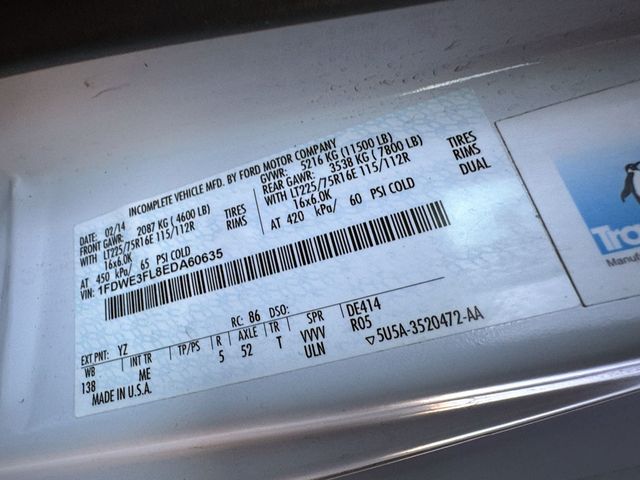 INCOMPLETE VEHICLE MFD. BY FORD MOTOR COMPANY
DATE: 02/14 GVWR: 5216 KG (11500 LB)
FRONT GAWR: 2087 KG (4600 LB) REAR GAWR: 3538 KG (7800 LB)
WITH LT225/75R16E 115/112R TIRES WITH LT225/75R16E 115/112R TIRES
16x6.0K RIMS 16x6.0K RIMS
AT 450 kPa/ 65 PSI COLD AT 420 kPa/ 60 PSI COLD DUAL
VIN: 1FDWE3FL8EDA60635
EXT PNT: YZ RC: 86 DSO:
WB INT TR TP/PS R AXLE TR SPR DE414
138 ME 5 52 T VVVV R05
MADE IN U.S.A. ULN ▽ 5U5A-3520472-AA